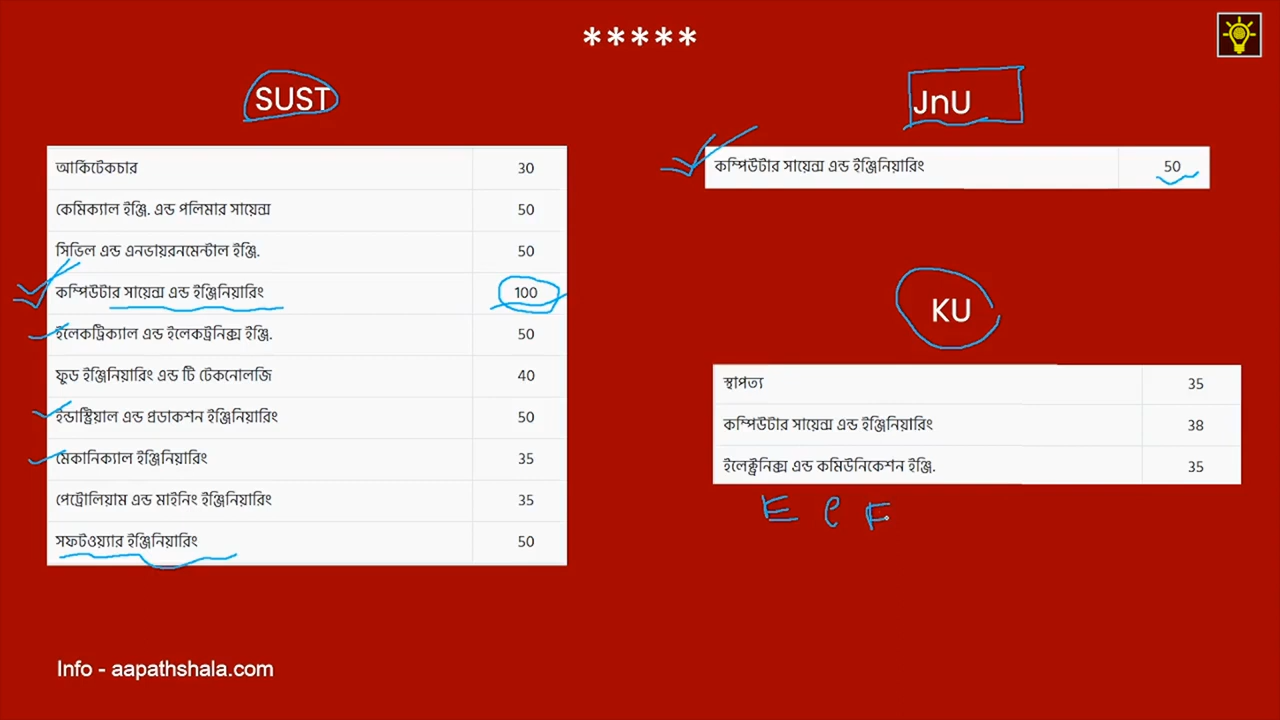 *****
SUST
আর্কিটেকচার 30
কেমিক্যাল ইঞ্জি. এন্ড পলিমার সায়েন্স 50
সিভিল এন্ড এনভায়রনমেন্টাল ইঞ্জি. 50
কম্পিউটার সায়েন্স এন্ড ইঞ্জিনিয়ারিং 100
ইলেকট্রিক্যাল এন্ড ইলেকট্রনিক্স ইঞ্জি. 50
ফুড ইঞ্জিনিয়ারিং এন্ড টি টেকনোলজি 40
ইন্ডাস্ট্রিয়াল এন্ড প্রডাকশন ইঞ্জিনিয়ারিং 50
মেকানিক্যাল ইঞ্জিনিয়ারিং 35
পেট্রোলিয়াম এন্ড মাইনিং ইঞ্জিনিয়ারিং 35
সফটওয়্যার ইঞ্জিনিয়ারিং 50
JnU
কম্পিউটার সায়েন্স এন্ড ইঞ্জিনিয়ারিং 50
KU
স্থাপত্য 35
কম্পিউটার সায়েন্স এন্ড ইঞ্জিনিয়ারিং 38
ইলেক্ট্রনিক্স এন্ড কমিউনিকেশন ইঞ্জি. 35
E C E
Info - aapathshala.com